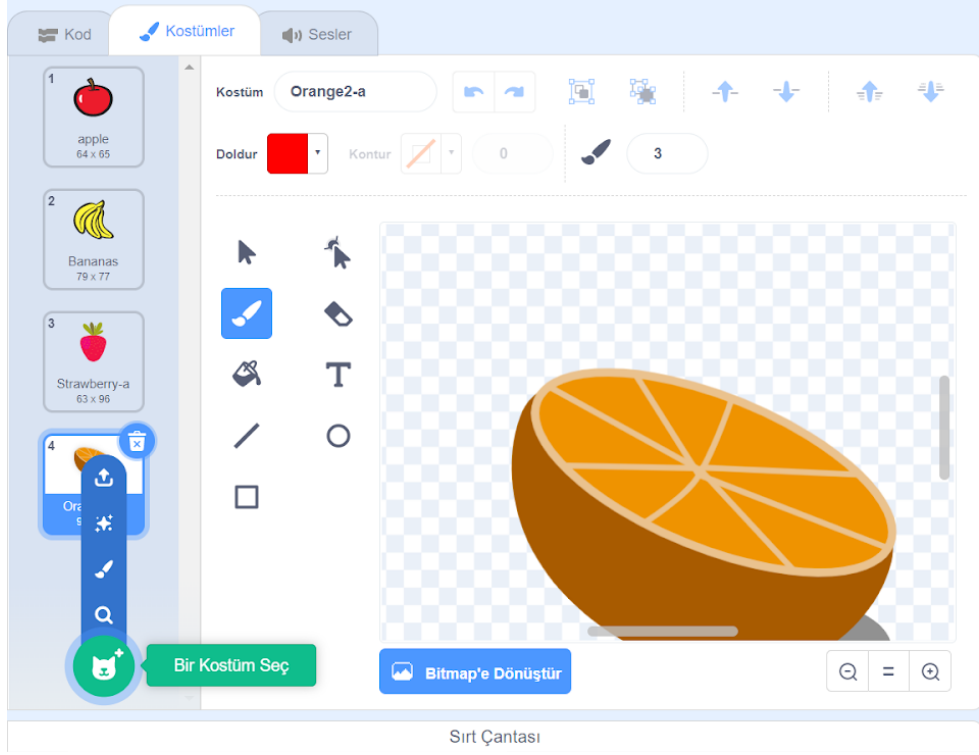 Kod
Kostümler
Sesler
1
apple
64 x 65
2
Bananas
79 x 77
3
Strawberry-a
63 x 96
4
Kostüm
Orange2-a
Doldur
Kontur
0
3
T
Bir Kostüm Seç
Bitmap'e Dönüştür
Sırt Çantası